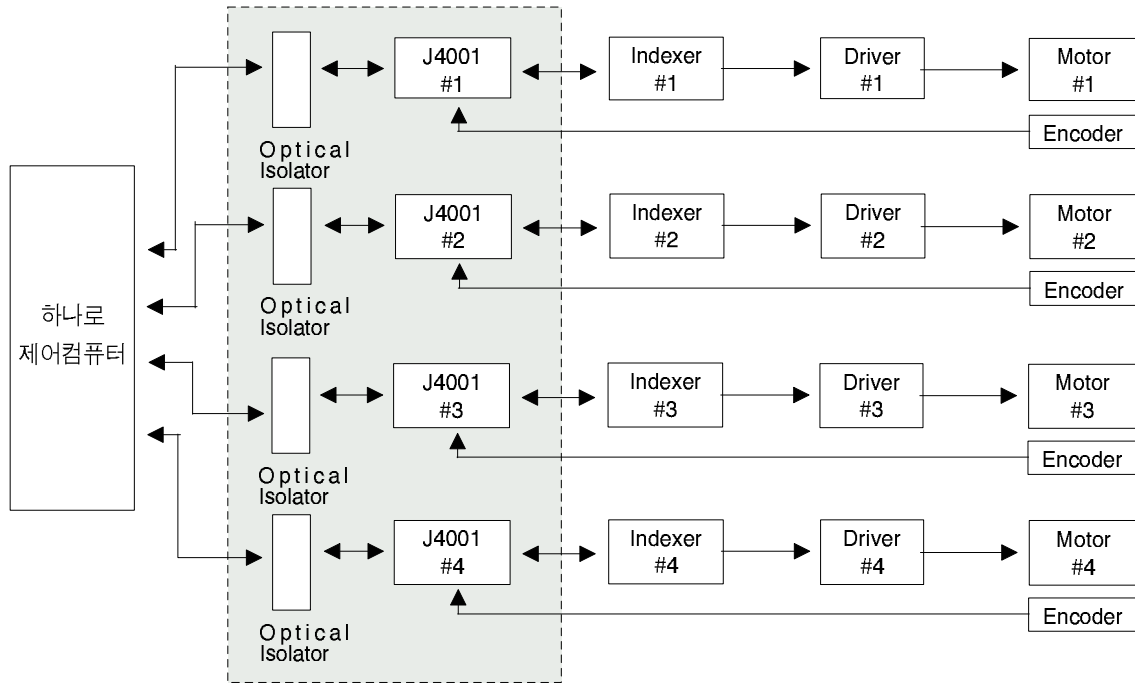 J4001
#1
Indexer
#1
Driver
#1
Motor
#1
Optical
Isolator
Encoder
J4001
#2
Indexer
#2
Driver
#2
Motor
#2
Optical
Isolator
Encoder
하나로
제어컴퓨터
J4001
#3
Indexer
#3
Driver
#3
Motor
#3
Optical
Isolator
Encoder
J4001
#4
Indexer
#4
Driver
#4
Motor
#4
Optical
Isolator
Encoder